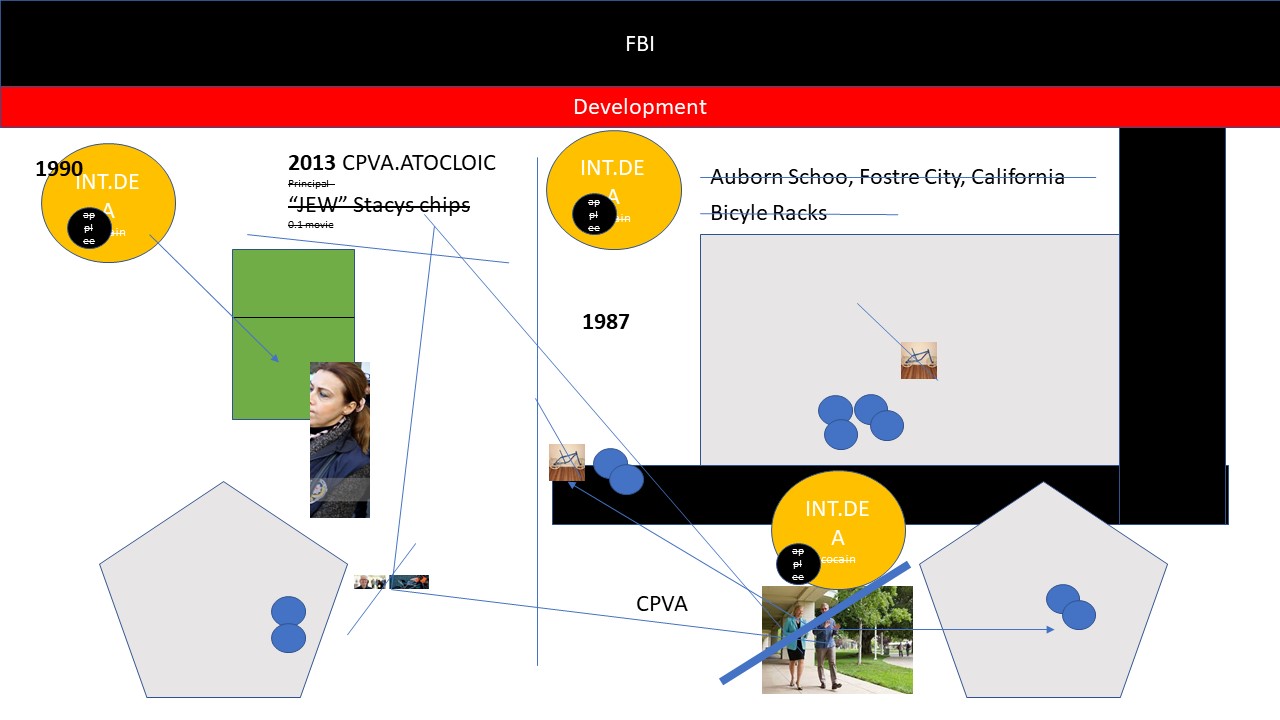 FBI
Development
1990
INT.DE
A
ain
ap
pl
ee
2013 CPVA.ATOCLOIC
Principal
“JEW” Stacys chips
0.1 movie
INT.DE
A
ain
ap
pl
ee
Auborn Schoo, Fostre City, California
Bicyle Racks
1987
INT.DE
A
cocain
ap
pl
ee
CPVA